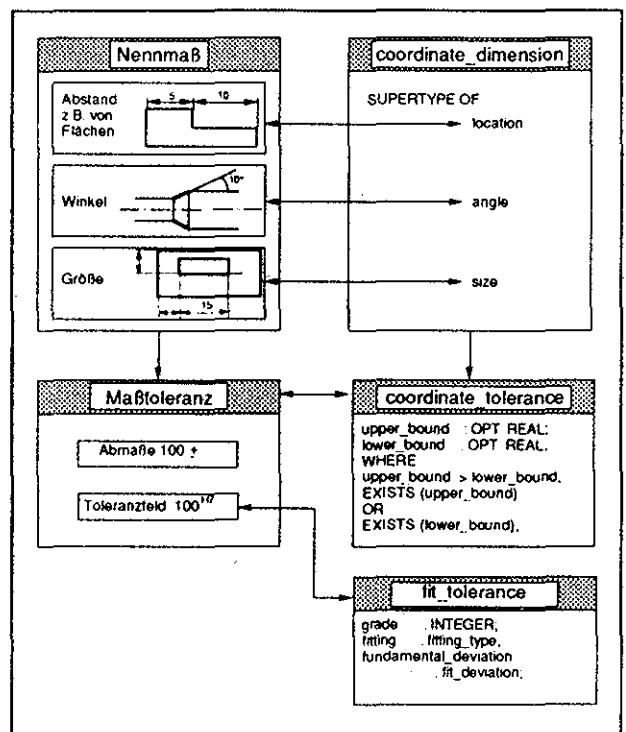 Nennmaß
coordinate_dimension
Abstand
z B. von
Flächen
5
10
SUPERTYPE OF
location
Winkel
10°
angle
Größe
15
size
Maßtoleranz
coordinate_tolerance
Abmaße 100 ±
Toleranzfeld 100 H7
upper_bound : OPT REAL;
lower_bound . OPT REAL,
WHERE
upper_bound > lower_bound,
EXISTS (upper_bound)
OR
EXISTS (lower_bound),
fit_tolerance
grade . INTEGER;
fitting . fitting_type,
fundamental_deviation
. fit_deviation;